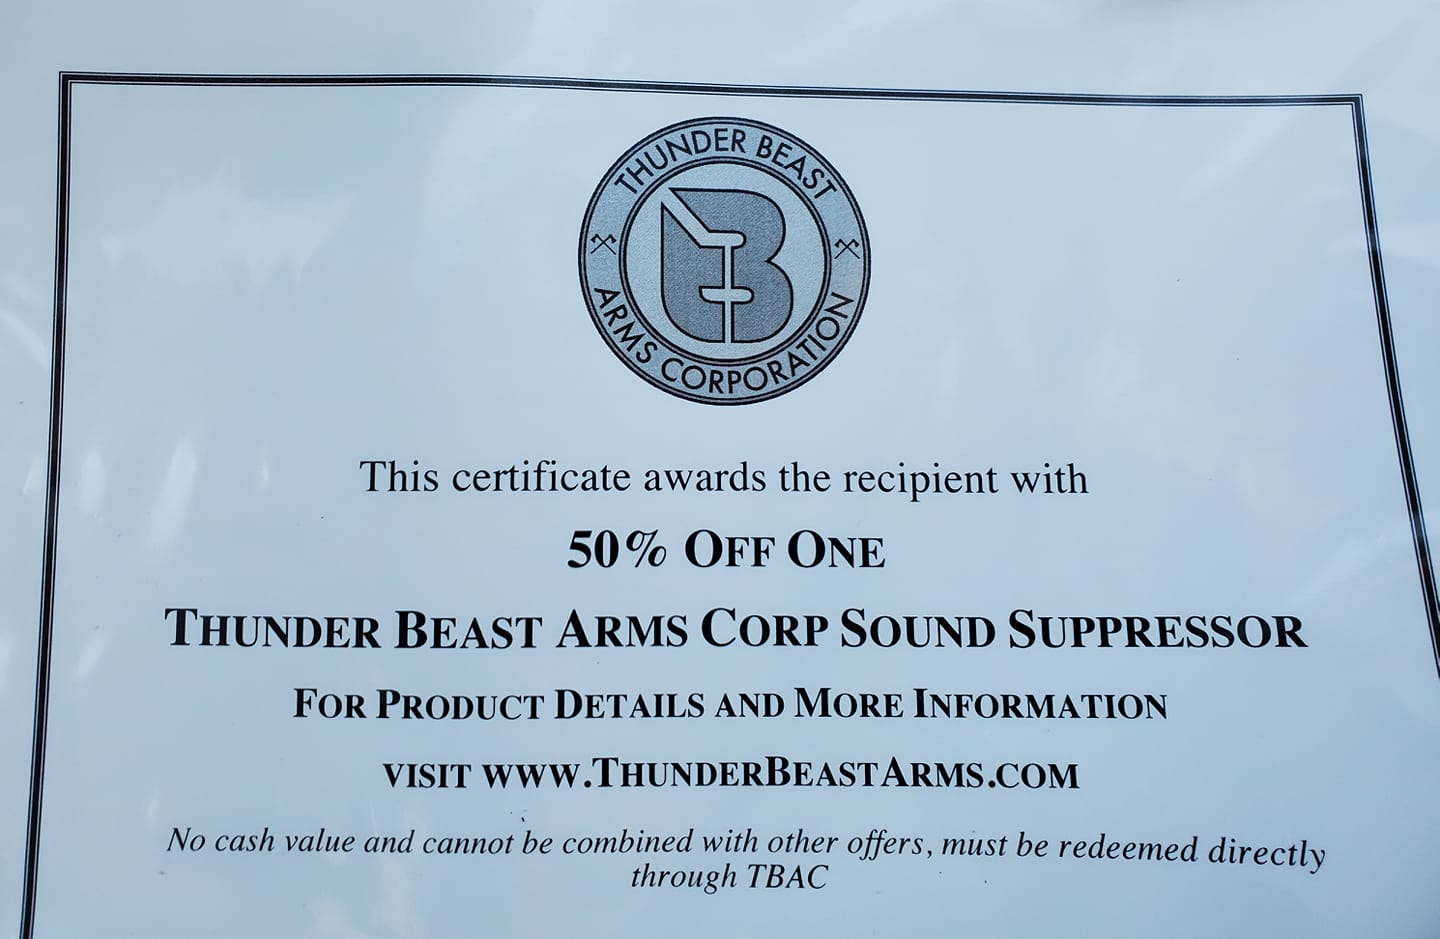 THUNDER BEAST
ARMS CORPORATION
This certificate awards the recipient with
50% OFF ONE
THUNDER BEAST ARMS CORP SOUND SUPPRESSOR
FOR PRODUCT DETAILS AND MORE INFORMATION
VISIT WWW.THUNDERBEASTARMS.COM
No cash value and cannot be combined with other offers, must be redeemed directly
through TBAC